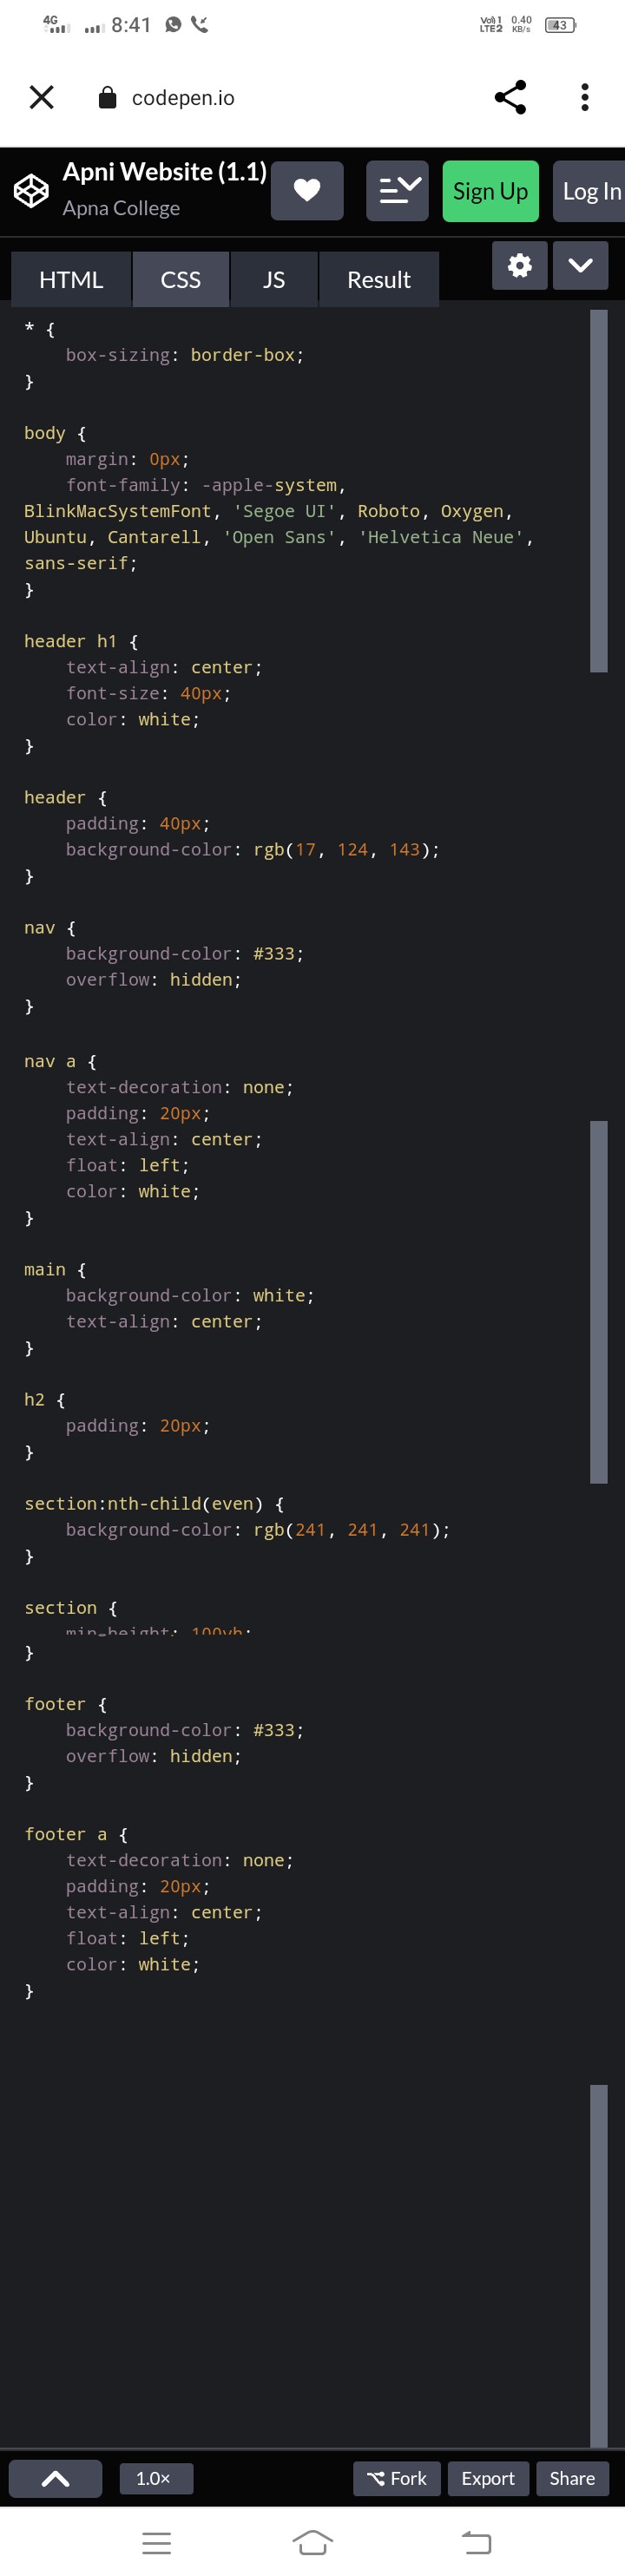 4G 8:41 Vo) 1 LTE2 0.40 KB/s 43
codepen.io
Apni Website (1.1)
Apna College
Sign Up Log In
HTML CSS JS Result
* {
    box-sizing: border-box;
}
body {
    margin: 0px;
    font-family: -apple-system,
BlinkMacSystemFont, 'Segoe UI', Roboto, Oxygen,
Ubuntu, Cantarell, 'Open Sans', 'Helvetica Neue',
sans-serif;
}
header h1 {
    text-align: center;
    font-size: 40px;
    color: white;
}
header {
    padding: 40px;
    background-color: rgb(17, 124, 143);
}
nav {
    background-color: #333;
    overflow: hidden;
}
nav a {
    text-decoration: none;
    padding: 20px;
    text-align: center;
    float: left;
    color: white;
}
main {
    background-color: white;
    text-align: center;
}
h2 {
    padding: 20px;
}
section:nth-child(even) {
    background-color: rgb(241, 241, 241);
}
section {
    min-height: 100vh;
}
footer {
    background-color: #333;
    overflow: hidden;
}
footer a {
    text-decoration: none;
    padding: 20px;
    text-align: center;
    float: left;
    color: white;
}
1.0× Fork Export Share